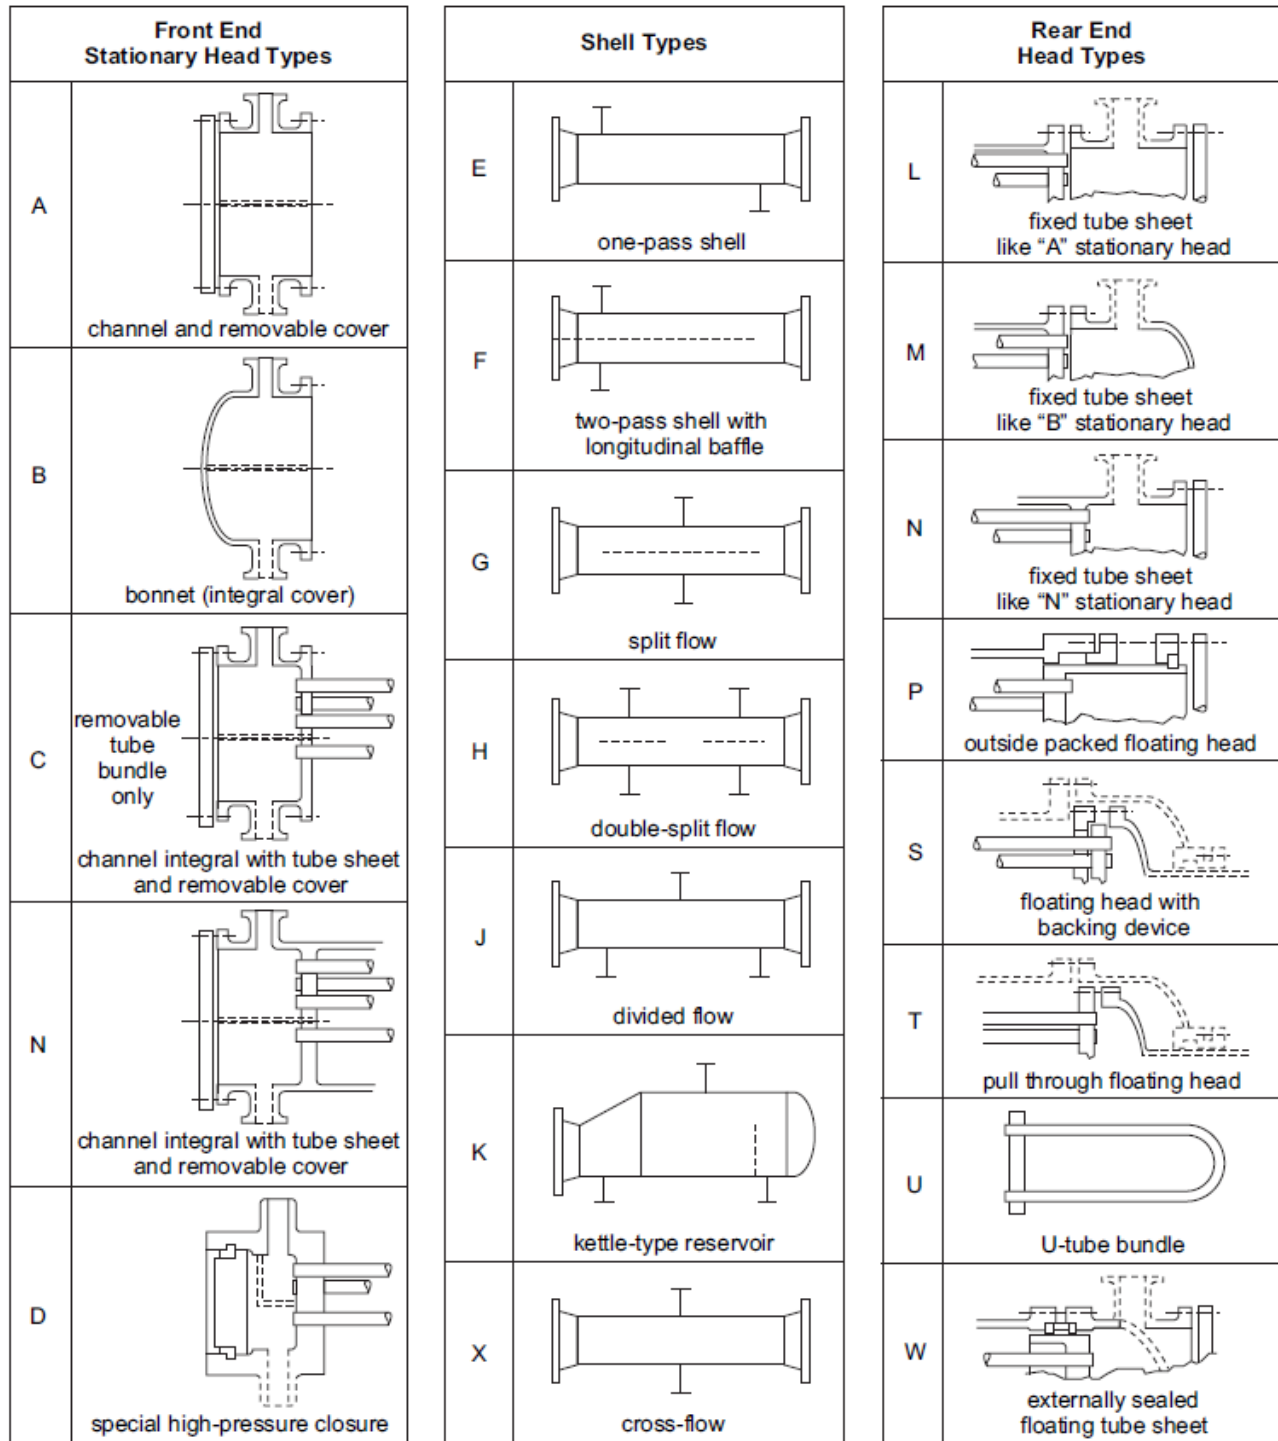 Front End
Stationary Head Types
A
channel and removable cover
B
bonnet (integral cover)
C
removable
tube
bundle
only
channel integral with tube sheet
and removable cover
N
channel integral with tube sheet
and removable cover
D
special high-pressure closure
Shell Types
E
one-pass shell
F
two-pass shell with
longitudinal baffle
G
split flow
H
double-split flow
J
divided flow
K
kettle-type reservoir
X
cross-flow
Rear End
Head Types
L
fixed tube sheet
like “A” stationary head
M
fixed tube sheet
like “B” stationary head
N
fixed tube sheet
like “N” stationary head
P
outside packed floating head
S
floating head with
backing device
T
pull through floating head
U
U-tube bundle
W
externally sealed
floating tube sheet